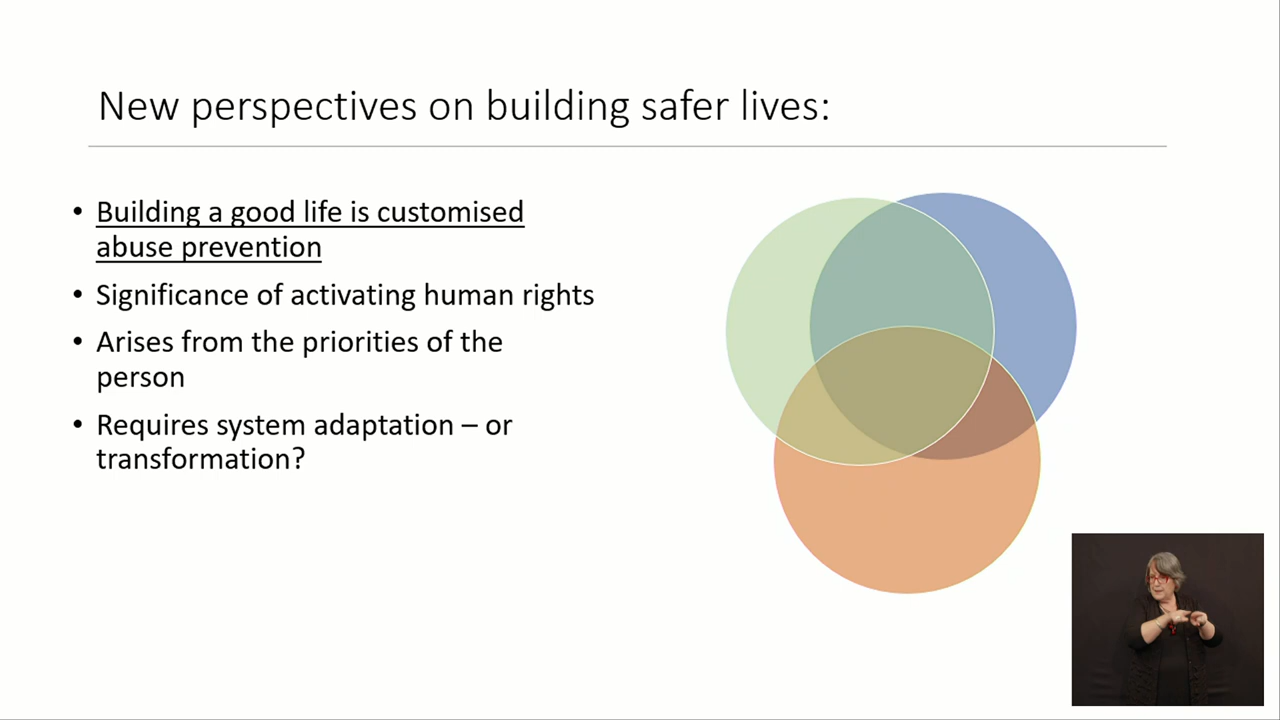 New perspectives on building safer lives:
• Building a good life is customised
abuse prevention
• Significance of activating human rights
• Arises from the priorities of the
person
• Requires system adaptation – or
transformation?